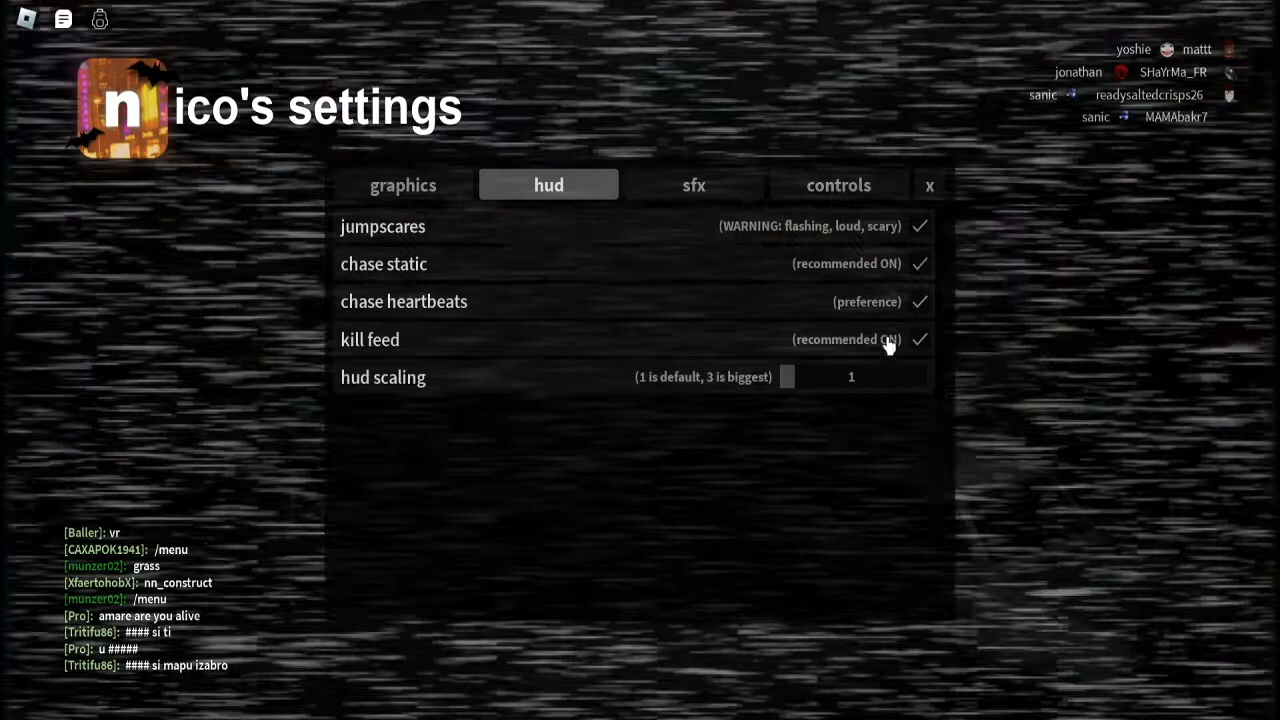 yoshie mattt
jonathan SHaYrMa_FR
sanic readysaltedcrisps26
sanic MAMAbakr7
nico's settings
graphics hud sfx controls x
jumpscares (WARNING: flashing, loud, scary)
chase static (recommended ON)
chase heartbeats (preference)
kill feed (recommended ON)
hud scaling (1 is default, 3 is biggest) 1
[Baller]: vr
[CAXAPOK1941]: /menu
[munzer02]: grass
[XfaertohobX]: nn_construct
[munzer02]: /menu
[Pro]: amare are you alive
[Tritifu86]: #### si ti
[Pro]: u #####
[Tritifu86]: #### si mapu izabro